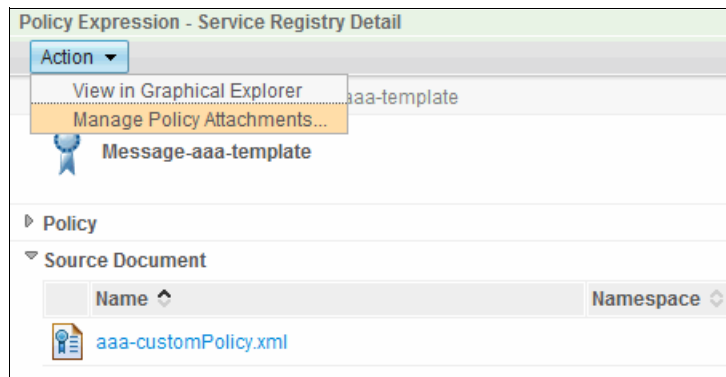 Policy Expression - Service Registry Detail
Action
View in Graphical Explorer
aaa-template
Manage Policy Attachments...
Message-aaa-template
Policy
Source Document
Name
Namespace
aaa-customPolicy.xml